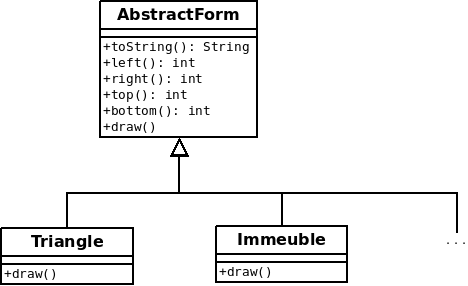 AbstractForm
+toString(): String
+left(): int
+right(): int
+top(): int
+bottom(): int
+draw()
Triangle
+draw()
Immeuble
+draw()
...